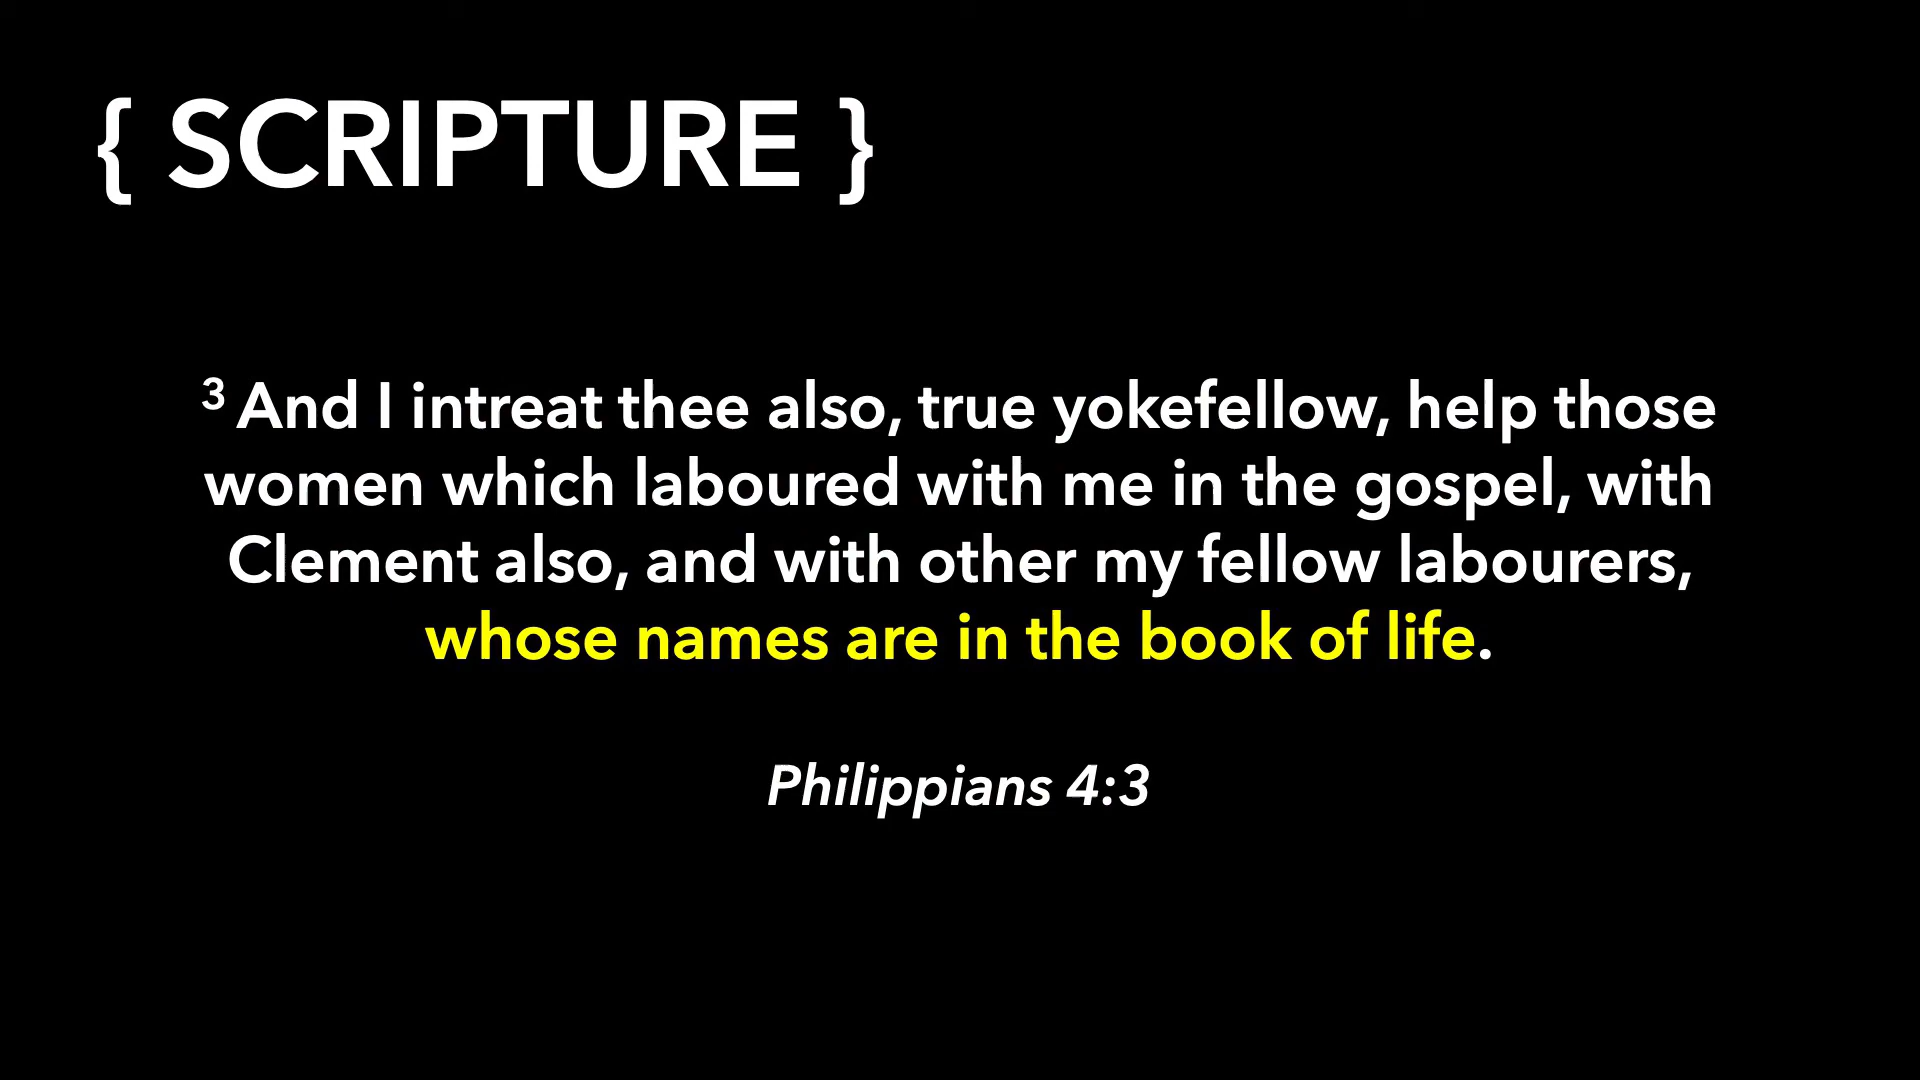 { SCRIPTURE }
3 And I intreat thee also, true yokefellow, help those
women which laboured with me in the gospel, with
Clement also, and with other my fellow labourers,
whose names are in the book of life.
Philippians 4:3